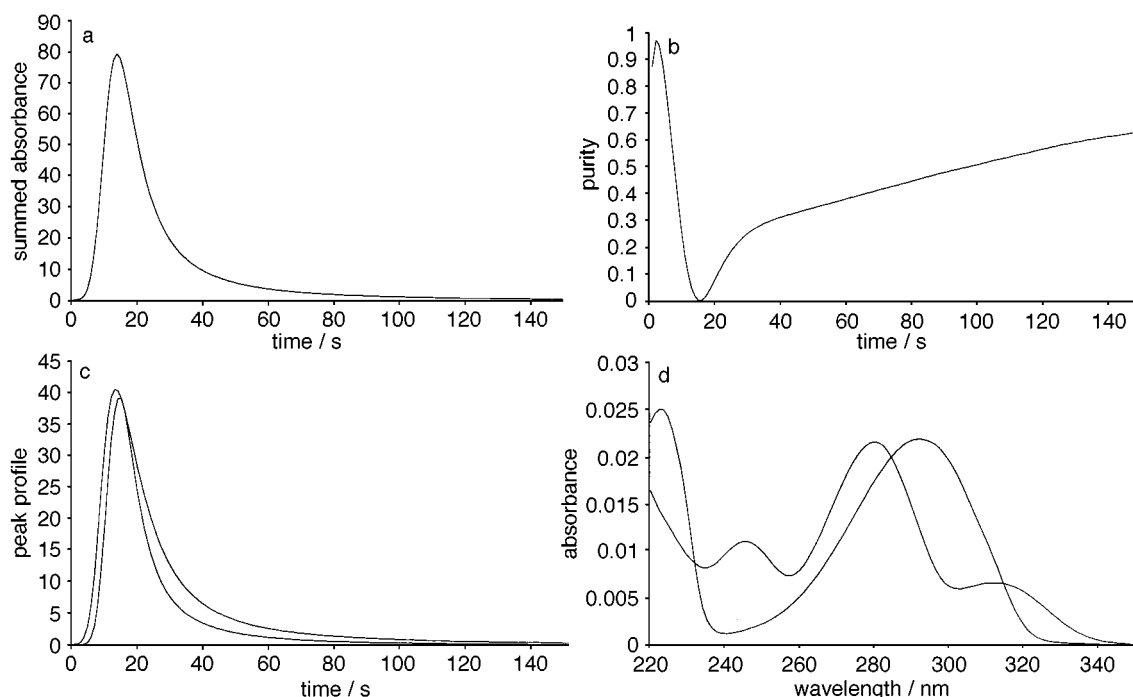 a
90
80
70
60
50
40
30
20
10
0
summed absorbance
0 20 40 60 80 100 120 140
time / s
b
1
0.9
0.8
0.7
0.6
0.5
0.4
0.3
0.2
0.1
0
purity
0 20 40 60 80 100 120 140
time / s
c
45
40
35
30
25
20
15
10
5
0
peak profile
0 20 40 60 80 100 120 140
time / s
d
0.03
0.025
0.02
0.015
0.01
0.005
0
absorbance
220 240 260 280 300 320 340
wavelength / nm